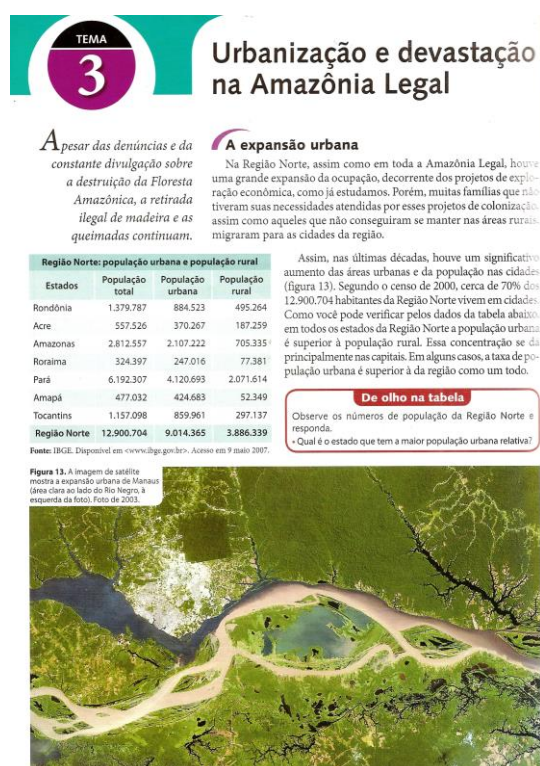 TEMA
3
Urbanização e devastação
na Amazônia Legal
Apesar das denúncias e da
constante divulgação sobre
a destruição da Floresta
Amazônica, a retirada
ilegal de madeira e as
queimadas continuam.
A expansão urbana
Na Região Norte, assim como em toda a Amazônia Legal, houve
uma grande expansão da ocupação, decorrente dos projetos de explo-
ração econômica, como já estudamos. Porém, muitas famílias que não
tiveram suas necessidades atendidas por esses projetos de colonização,
assim como aqueles que não conseguiram se manter nas áreas rurais,
migraram para as cidades da região.
Assim, nas últimas décadas, houve um significativo
aumento das áreas urbanas e da população nas cidades
(figura 13). Segundo o censo de 2000, cerca de 70% dos
12.900.704 habitantes da Região Norte vivem em cidades.
Como você pode verificar pelos dados da tabela abaixo,
em todos os estados da Região Norte a população urbana
é superior à população rural. Essa concentração se dá
principalmente nas capitais. Em alguns casos, a taxa de po-
pulação urbana é superior à da região como um todo.
Região Norte: população urbana e população rural
Estados População total População urbana População rural
Rondônia 1.379.787 884.523 495.264
Acre 557.526 370.267 187.259
Amazonas 2.812.557 2.107.222 705.335
Roraima 324.397 247.016 77.381
Pará 6.192.307 4.120.693 2.071.614
Amapá 477.032 424.683 52.349
Tocantins 1.157.098 859.961 297.137
Região Norte 12.900.704 9.014.365 3.886.339
Fonte: IBGE. Disponível em <www.ibge.gov.br>. Acesso em 9 maio 2007.
De olho na tabela
Observe os números de população da Região Norte e
responda.
• Qual é o estado que tem a maior população urbana relativa?
Figura 13. A imagem de satélite
mostra a expansão urbana de Manaus
(área clara ao lado do Rio Negro, à
esquerda da foto). Foto de 2003.